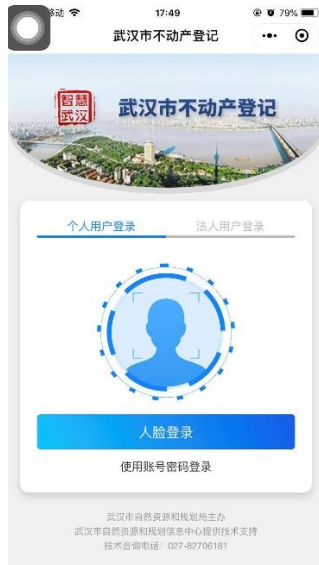 移动 17:49 79%
武汉市不动产登记
智慧
武汉
武汉市不动产登记
个人用户登录 法人用户登录
人脸登录
使用账号密码登录
武汉市自然资源和规划局主办
武汉市自然资源和规划信息中心提供技术支持
技术咨询电话：027-82706181